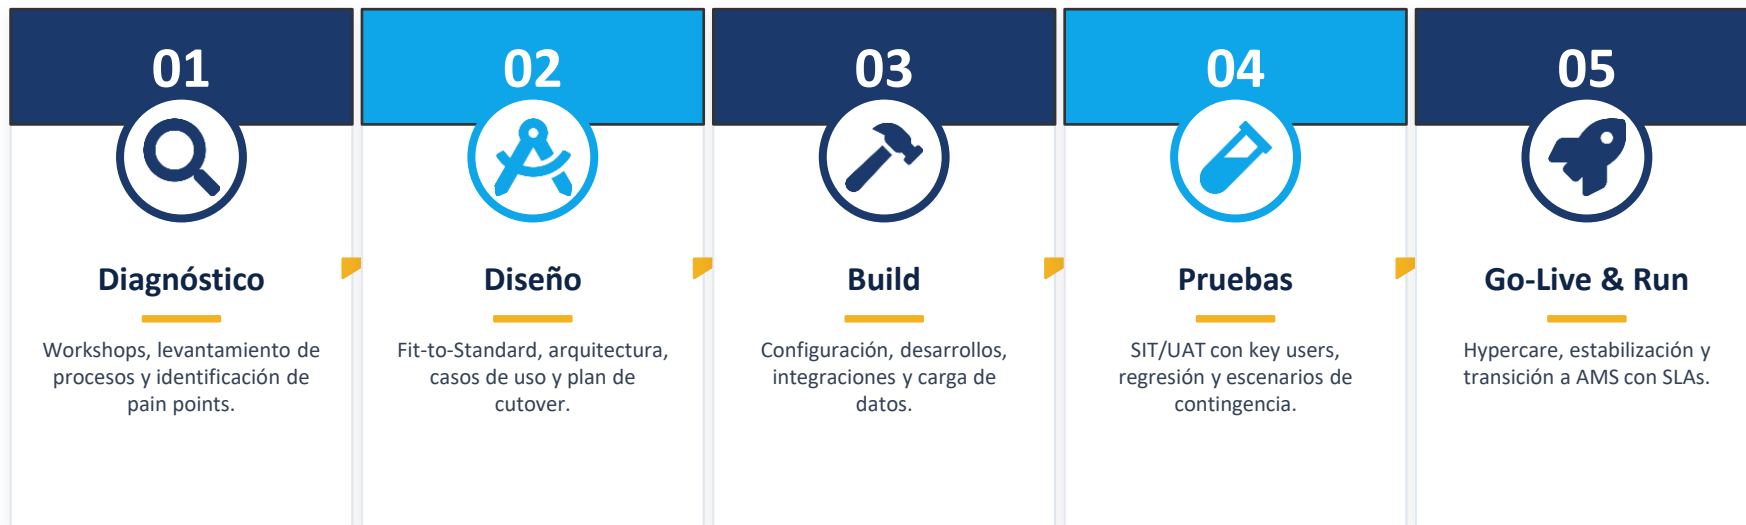 01
Diagnóstico
Workshops, levantamiento de
procesos y identificación de
pain points.
02
Diseño
Fit-to-Standard, arquitectura,
casos de uso y plan de
cutover.
03
Build
Configuración, desarrollos,
integraciones y carga de
datos.
04
Pruebas
SIT/UAT con key users,
regresión y escenarios de
contingencia.
05
Go-Live & Run
Hypercare, estabilización y
transición a AMS con SLAs.